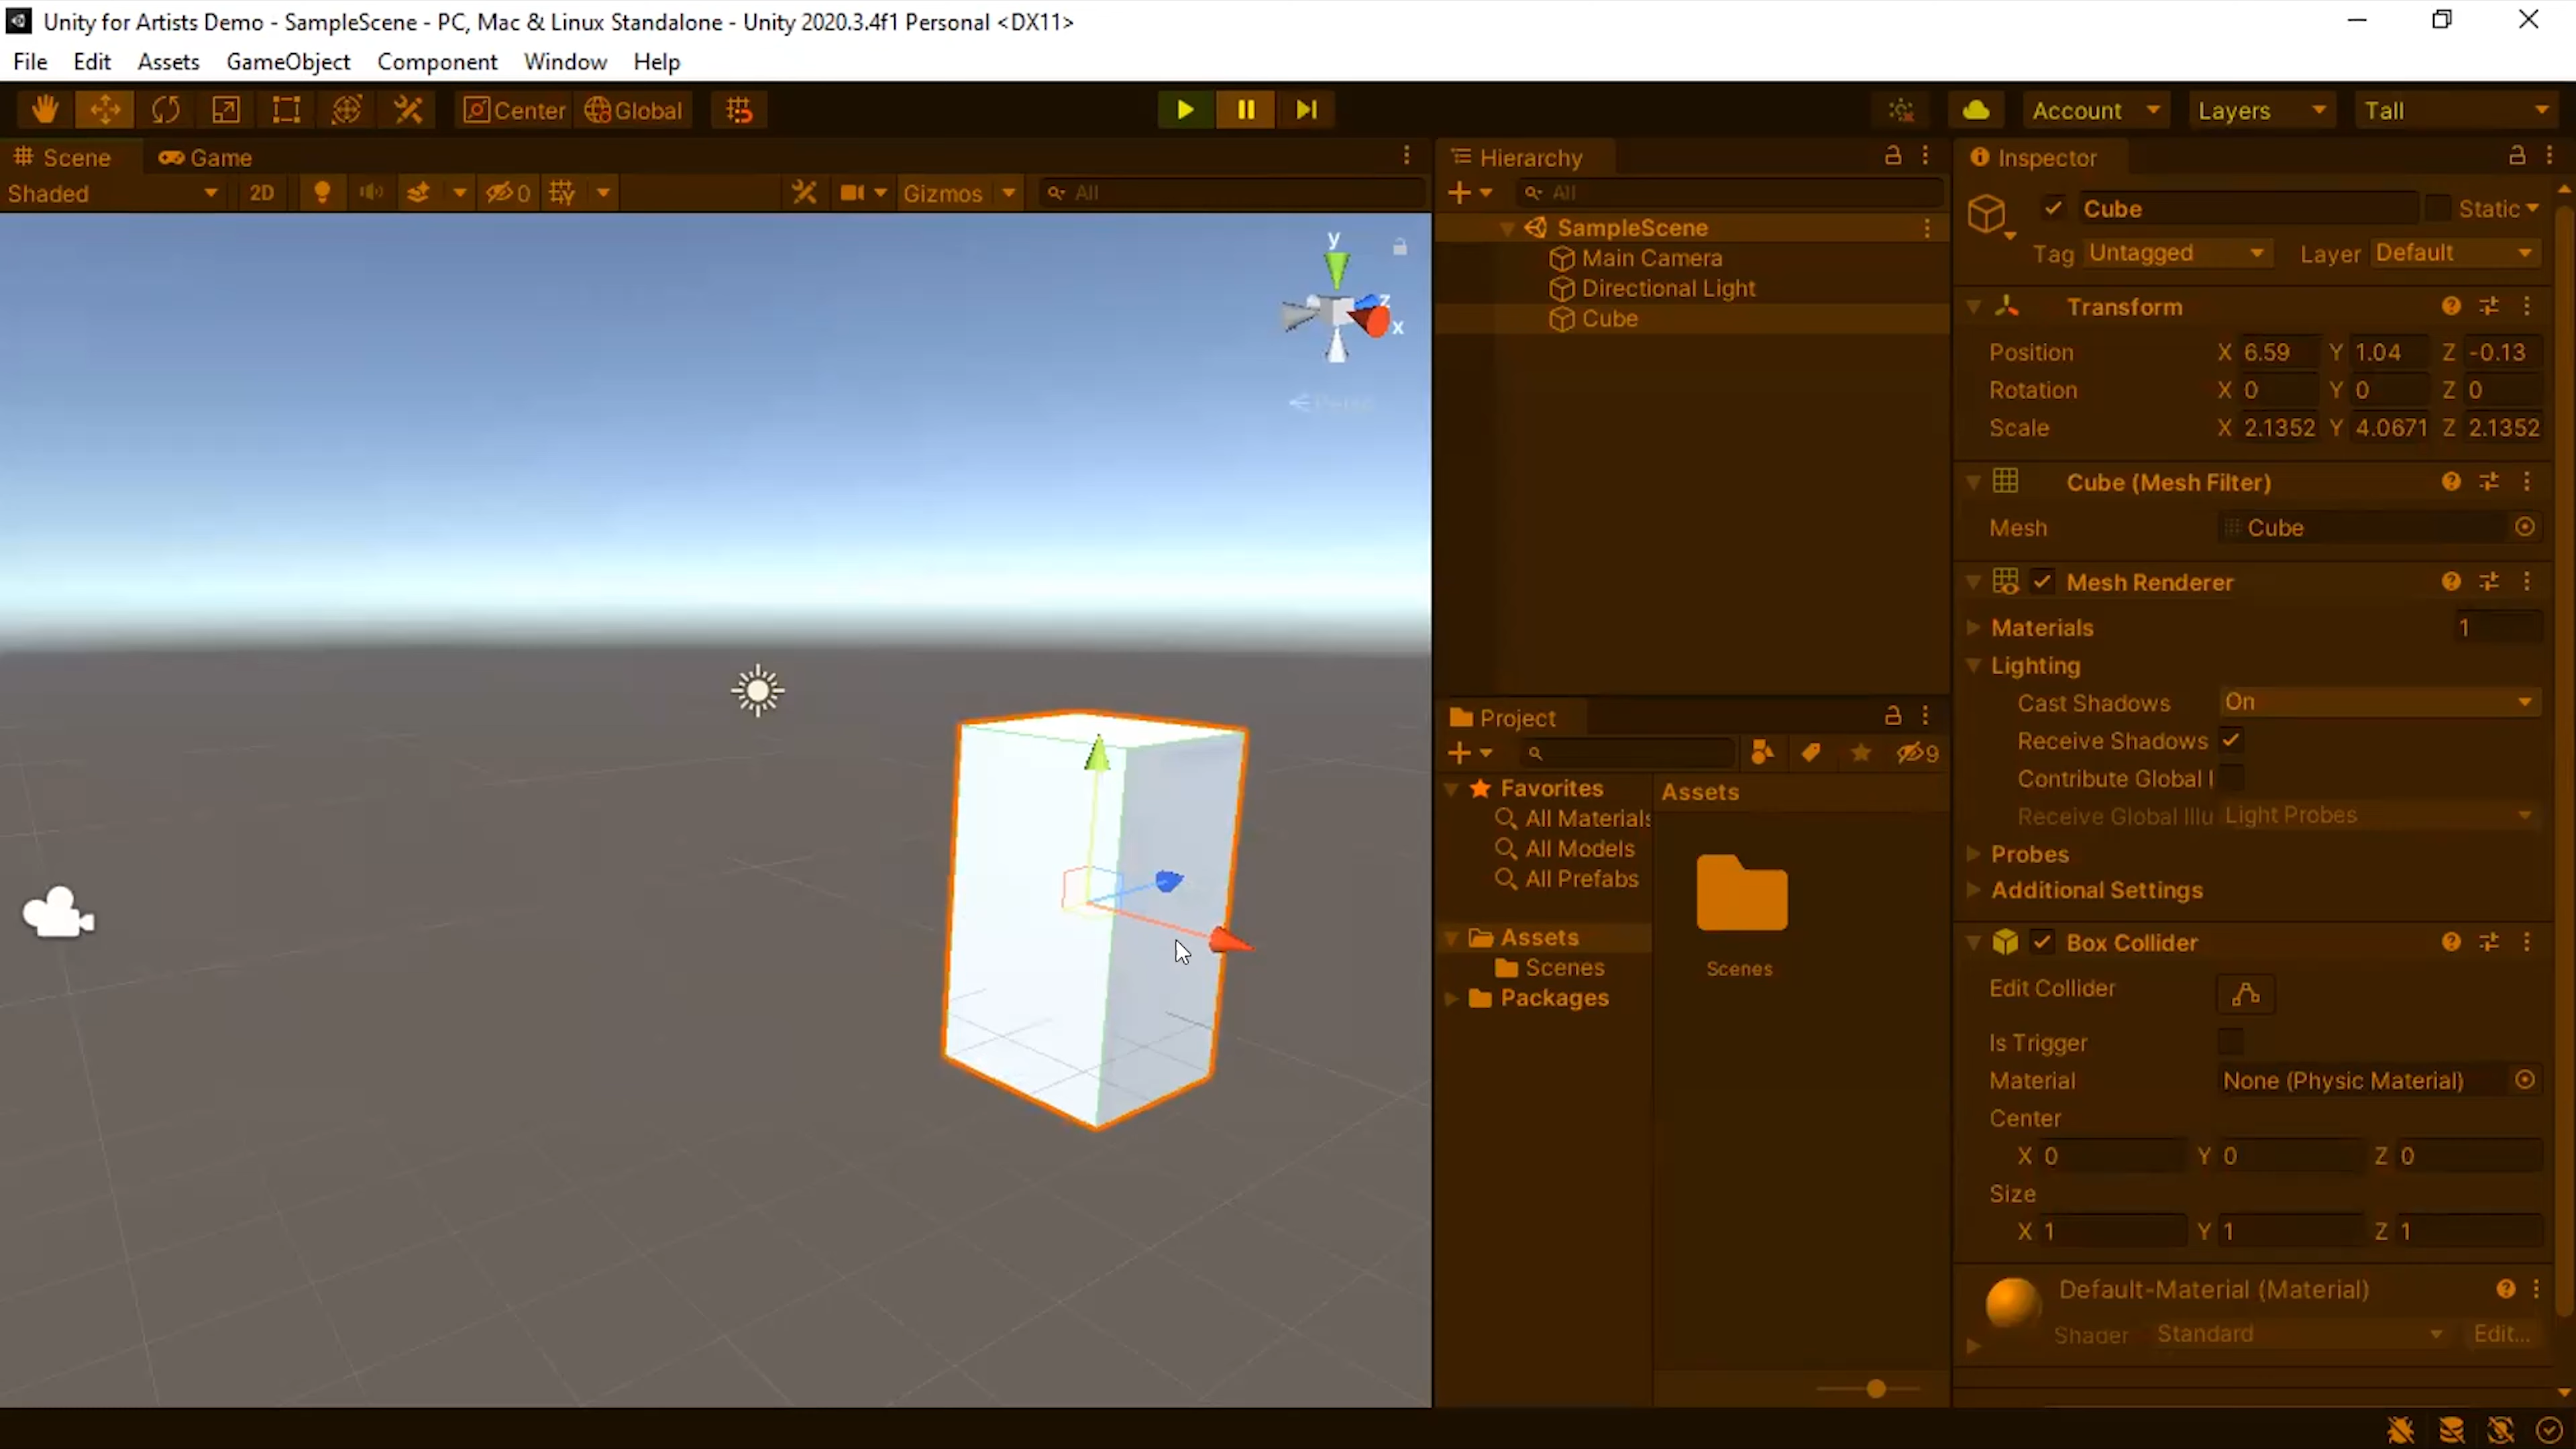 Unity for Artists Demo - SampleScene - PC, Mac & Linux Standalone - Unity 2020.3.4f1 Personal <DX11>
File Edit Assets GameObject Component Window Help
Center Global Account Layers Tall
Scene Game
Shaded 2D 0 Gizmos All
y
z
x
Persp
Hierarchy
All
SampleScene
Main Camera
Directional Light
Cube
Project
9
Favorites
All Materials
All Models
All Prefabs
Assets
Scenes
Packages
Assets
Scenes
Inspector
Cube Static
Tag Untagged Layer Default
Transform
Position X 6.59 Y 1.04 Z -0.13
Rotation X 0 Y 0 Z 0
Scale X 2.1352 Y 4.0671 Z 2.1352
Cube (Mesh Filter)
Mesh Cube
Mesh Renderer
Materials 1
Lighting
Cast Shadows On
Receive Shadows
Contribute Global I
Receive Global Illu Light Probes
Probes
Additional Settings
Box Collider
Edit Collider
Is Trigger
Material None (Physic Material)
Center
X 0 Y 0 Z 0
Size
X 1 Y 1 Z 1
Default-Material (Material)
Shader Standard Edit...